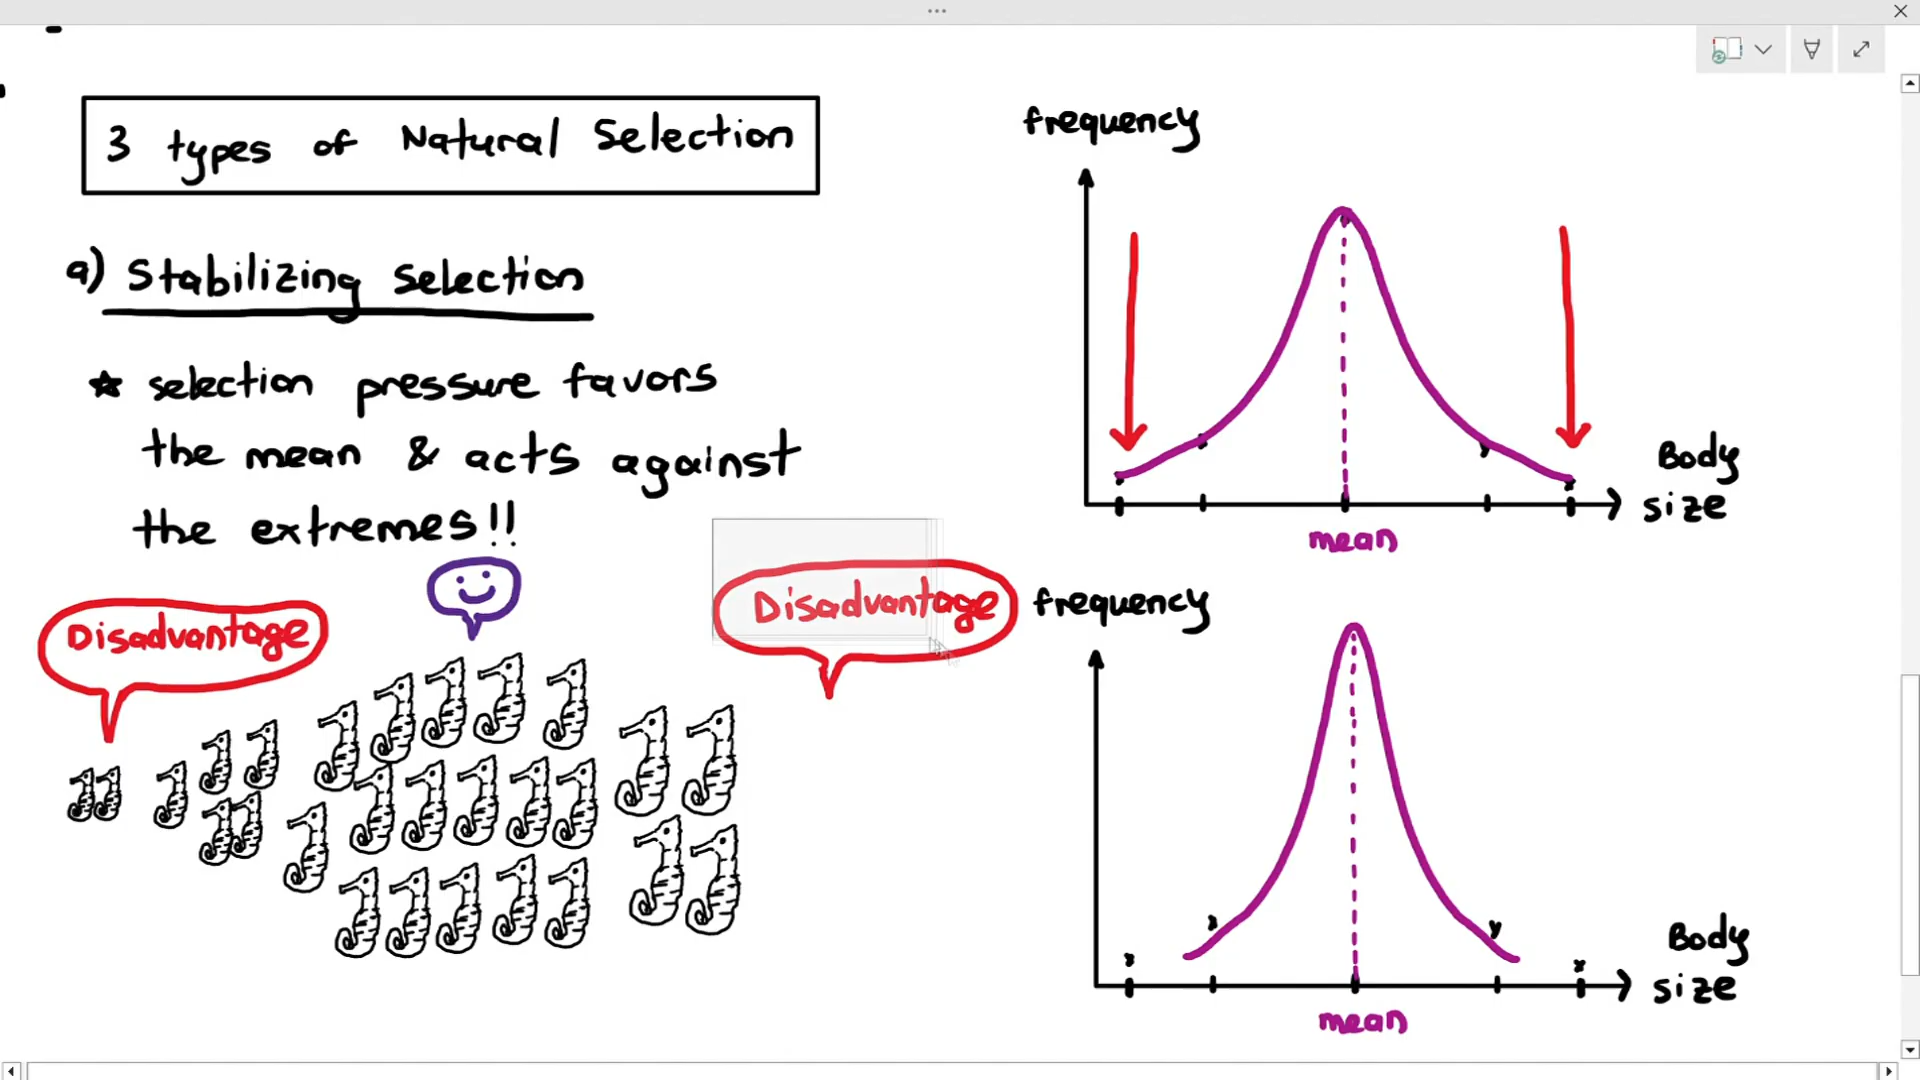 3 types of Natural Selection
a) Stabilizing Selection
☆ selection pressure favors
the mean & acts against
the extremes!!
Disadvantage
Disadvantage
frequency
Body
size
mean
frequency
Body
size
mean